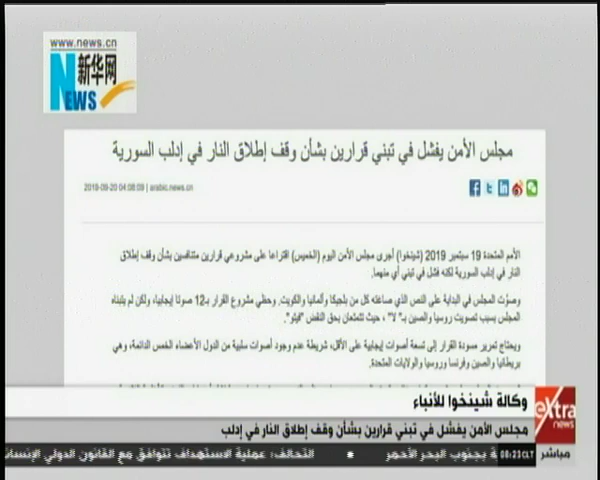 www.news.cn
新华网
NEWS
مجلس الأمن يفشل في تبني قرارين بشأن وقف إطلاق النار في إدلب السورية
2019-09-20 04:08:09 | arabic.news.cn
الأمم المتحدة 19 سبتمبر 2019 (شينخوا) أجرى مجلس الأمن اليوم (الخميس) اقتراعا على مشروعي قرارين متنافسين بشأن وقف إطلاق
النار في إدلب السورية لكنه فشل في تبني أي منهما.
وصوّت المجلس في البداية على النص الذي صاغته كل من بلجيكا وألمانيا والكويت. وحظي مشروع القرار بـ12 صوتا إيجابيا، ولكن لم يتبناه
المجلس بسبب تصويت روسيا والصين بـ" لا" ، حيث تتمتعان بحق النقض "فيتو".
ويحتاج تمرير مسودة القرار إلى تسعة أصوات إيجابية على الأقل، شريطة عدم وجود أصوات سلبية من الدول الأعضاء الخمس الدائمة، وهي
بريطانيا والصين وفرنسا وروسيا والولايات المتحدة.
وكالة شينخوا للأنباء
eXtra news
مجلس الأمن يفشل في تبني قرارين بشأن وقف إطلاق النار في إدلب
مباشر
08:23CLT
ة بجنوب البحر الأحمر
التحالف: عملية الاستهداف تتوافق مع القانون الدولي الإنسان